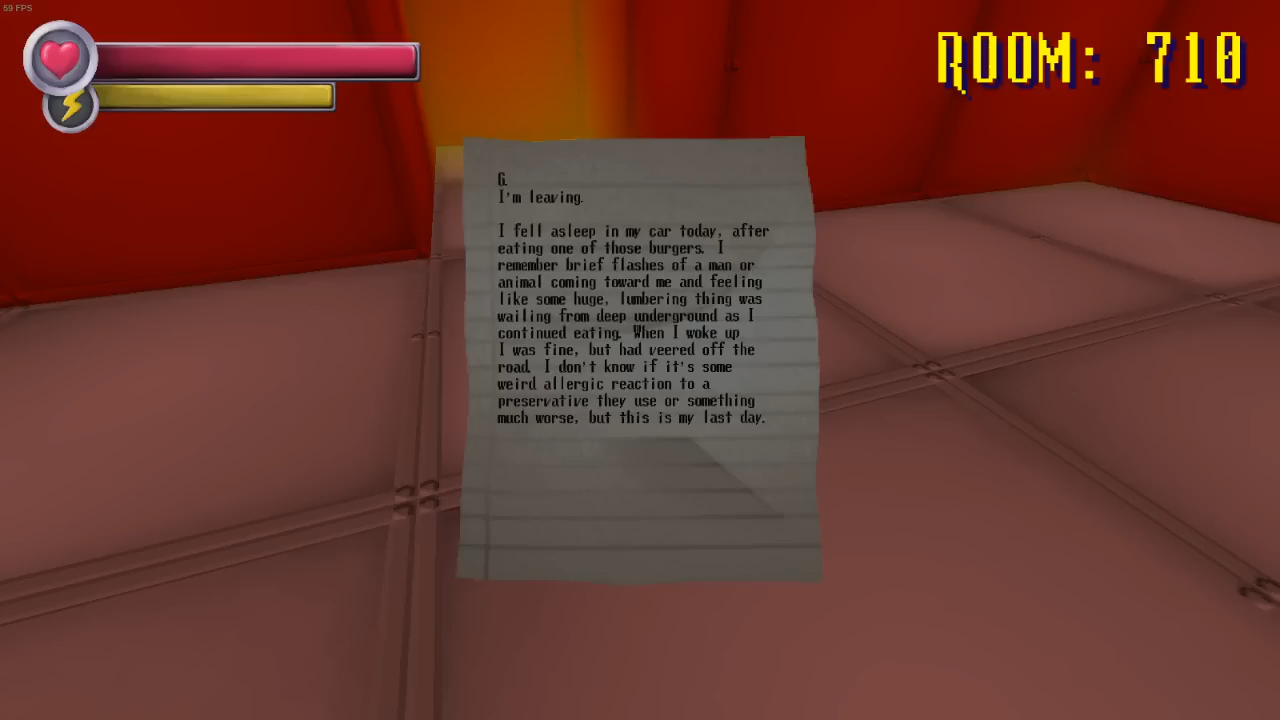 59 FPS
ROOM: 710
6.
I'm leaving.
I fell asleep in my car today, after
eating one of those burgers. I
remember brief flashes of a man or
animal coming toward me and feeling
like some huge, lumbering thing was
wailing from deep underground as I
continued eating. When I woke up
I was fine, but had veered off the
road. I don't know if it's some
weird allergic reaction to a
preservative they use or something
much worse, but this is my last day.